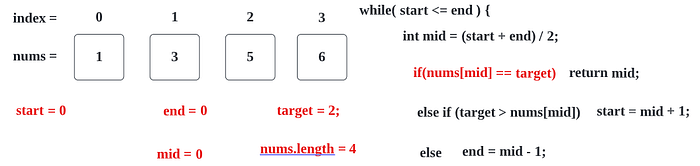 index = 0 1 2 3
nums = 1 3 5 6
start = 0 end = 0 target = 2;
mid = 0 nums.length = 4
while( start <= end ) {
int mid = (start + end) / 2;
if(nums[mid] == target) return mid;
else if (target > nums[mid]) start = mid + 1;
else end = mid - 1;